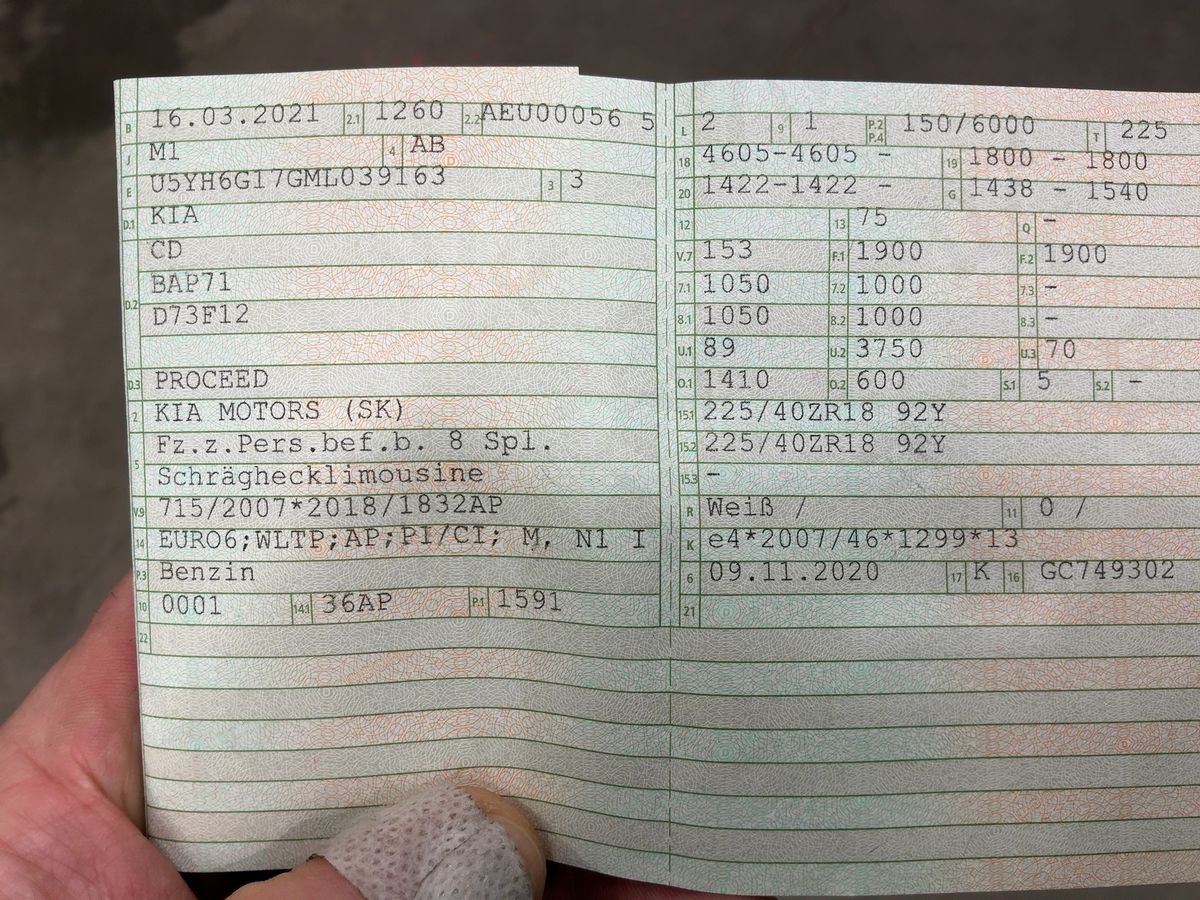 B 16.03.2021 2.1 1260 2.2 AEU00056 5
J M1 4 AB
E U5YH6G17GML039163 3 3
D.1 KIA
CD
D.2 BAP71
D73F12
D.3 PROCEED
2 KIA MOTORS (SK)
5 Fz.z.Pers.bef.b. 8 Spl.
Schräghecklimousine
V.9 715/2007*2018/1832AP
14 EURO6;WLTP;AP;PI/CI; M, N1 I
P.3 Benzin
10 0001 14.1 36AP P.1 1591
22
L 2 9 1 P.2 P.4 150/6000 T 225
18 4605-4605 - 19 1800 - 1800
20 1422-1422 - G 1438 - 1540
12 13 75 Q -
V.7 153 F.1 1900 F.2 1900
7.1 1050 7.2 1000 7.3 -
8.1 1050 8.2 1000 8.3 -
U.1 89 U.2 3750 U.3 70
O.1 1410 O.2 600 S.1 5 S.2 -
15.1 225/40ZR18 92Y
15.2 225/40ZR18 92Y
15.3 -
R Weiß / 11 0 /
K e4*2007/46*1299*13
6 09.11.2020 17 K 16 GC749302
21